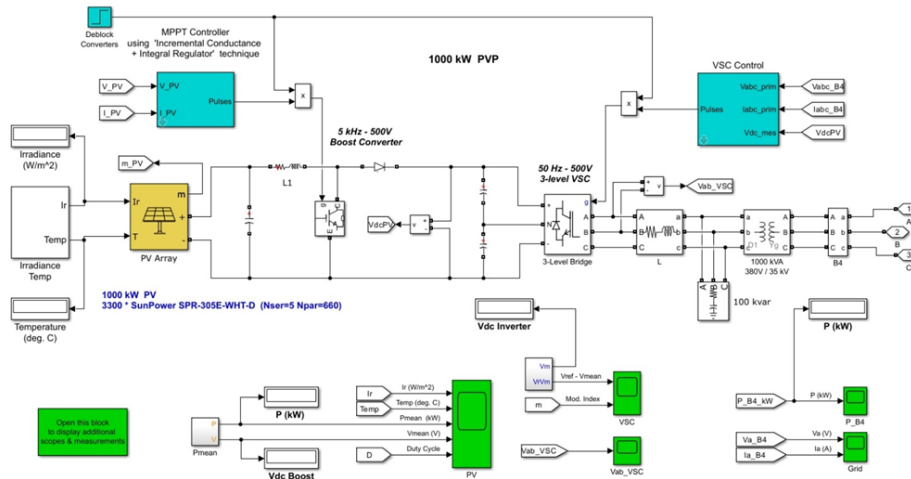 Deblock
Converters
MPPT Controller
using 'Incremental Conductance
+ Integral Regulator' technique
V_PV
I_PV
V_PV
I_PV
Pulses
x
1000 kW PVP
VSC Control
Vabc_prim
Iabc_prim
Vdc_mes
Pulses
Vabc_B4
Iabc_B4
VdcPV
x
Irradiance
(W/m^2)
m_PV
5 kHz - 500V
Boost Converter
L1
g
C
E
50 Hz - 500V
3-level VSC
+
-
v
Vab_VSC
Ir
Temp
Irradiance
Temp
Ir
T
m
+
-
PV Array
VdcPV
+
-
v
g
+
N
-
A
B
C
3-Level Bridge
A
B
C
a
b
c
L
a
b
c
D1
Yg
A
B
C
1000 kVA
380V / 35 kV
A
B
C
a
b
c
B4
1
A
2
B
3
C
A
B
C
100 kvar
Temperature
(deg. C)
1000 kW PV
3300 * SunPower SPR-305E-WHT-D (Nser=5 Npar=660)
Vdc Inverter
P (kW)
Vm
VrVm
Vref - Vmean
m
Mod. Index
VSC
Vab_VSC
Vab_VSC
P_B4_kW
P (kW)
P_B4
Va_B4
Ia_B4
Va (V)
Ia (A)
Grid
Open this block
to display additional
scopes & measurements
P
V
Pmean
P (kW)
Vdc Boost
Ir
Temp
D
Ir (W/m^2)
Temp (deg. C)
Pmean (kW)
Vmean (V)
Duty Cycle
PV